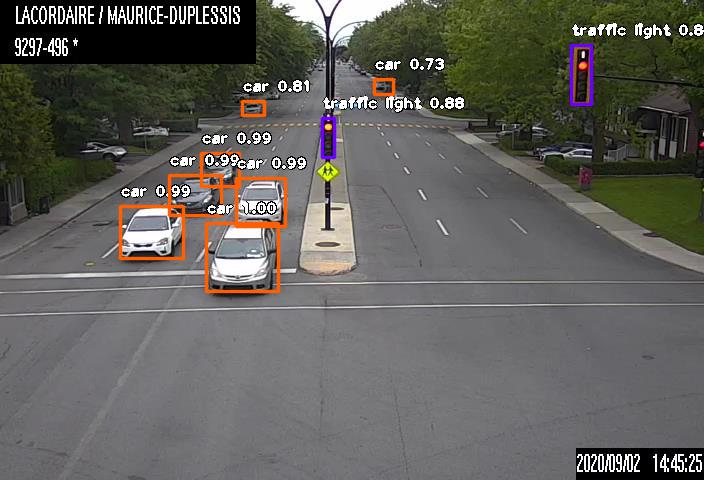 LACORDAIRE / MAURICE-DUPLESSIS
9297-496 *
traffic light 0.8
car 0.73
car 0.81
traffic light 0.88
car 0.99
car 0.99
car 0.99
car 0.99
car 1.00
2020/09/02 14:45:25